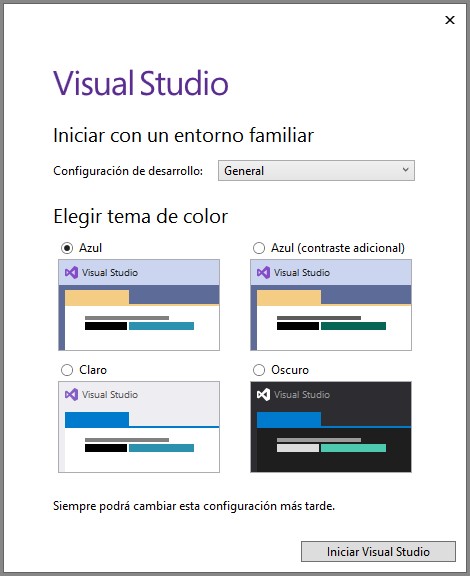 Visual Studio
Iniciar con un entorno familiar
Configuración de desarrollo: General
Elegir tema de color
Azul
Azul (contraste adicional)
Visual Studio
Visual Studio
Claro
Oscuro
Visual Studio
Visual Studio
Siempre podrá cambiar esta configuración más tarde.
Iniciar Visual Studio